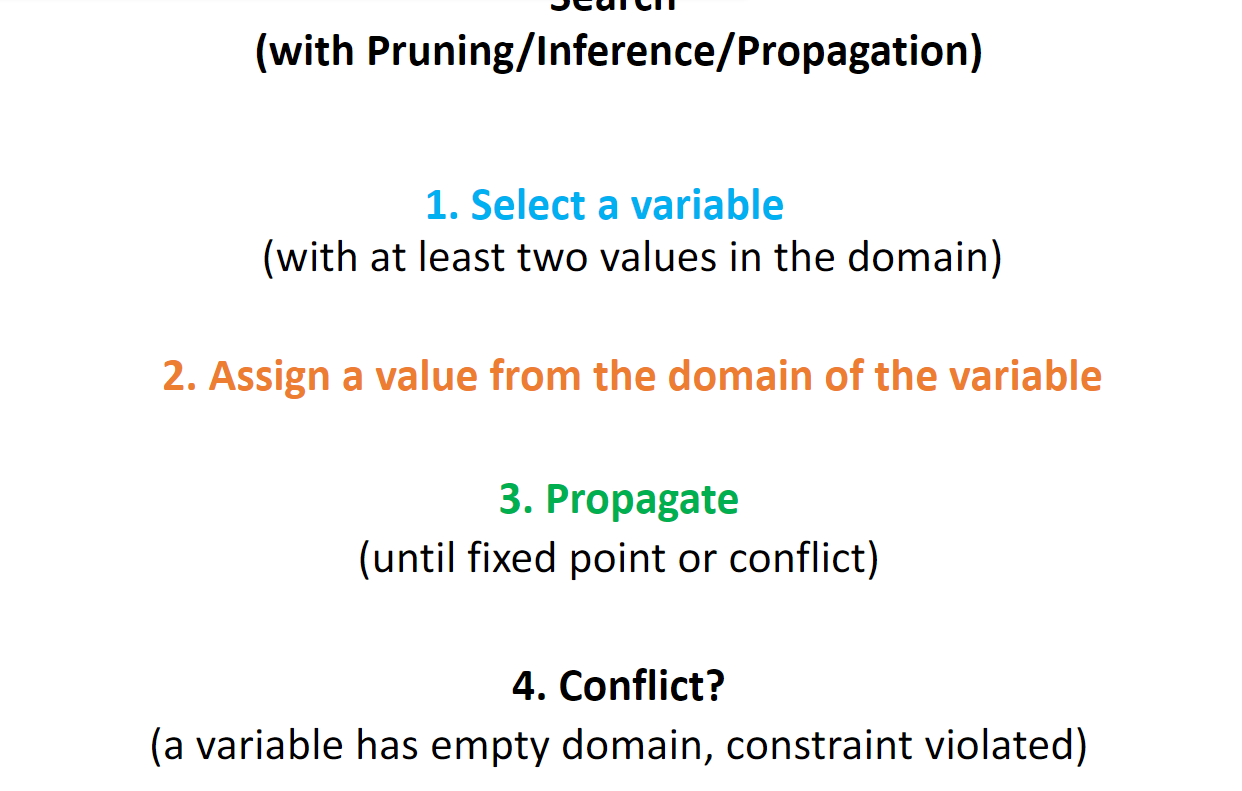 Search
(with Pruning/Inference/Propagation)
1. Select a variable
(with at least two values in the domain)
2. Assign a value from the domain of the variable
3. Propagate
(until fixed point or conflict)
4. Conflict?
(a variable has empty domain, constraint violated)